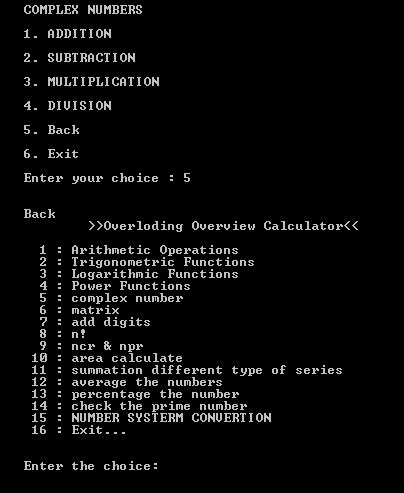 COMPLEX NUMBERS
1. ADDITION
2. SUBTRACTION
3. MULTIPLICATION
4. DIVISION
5. Back
6. Exit
Enter your choice : 5
Back
>>Overloding Overview Calculator<<
1 : Arithmetic Operations
2 : Trigonometric Functions
3 : Logarithmic Functions
4 : Power Functions
5 : complex number
6 : matrix
7 : add digits
8 : n!
9 : ncr & npr
10 : area calculate
11 : summation different type of series
12 : average the numbers
13 : percentage the number
14 : check the prime number
15 : NUMBER SYSTERM CONVERTION
16 : Exit...
Enter the choice: